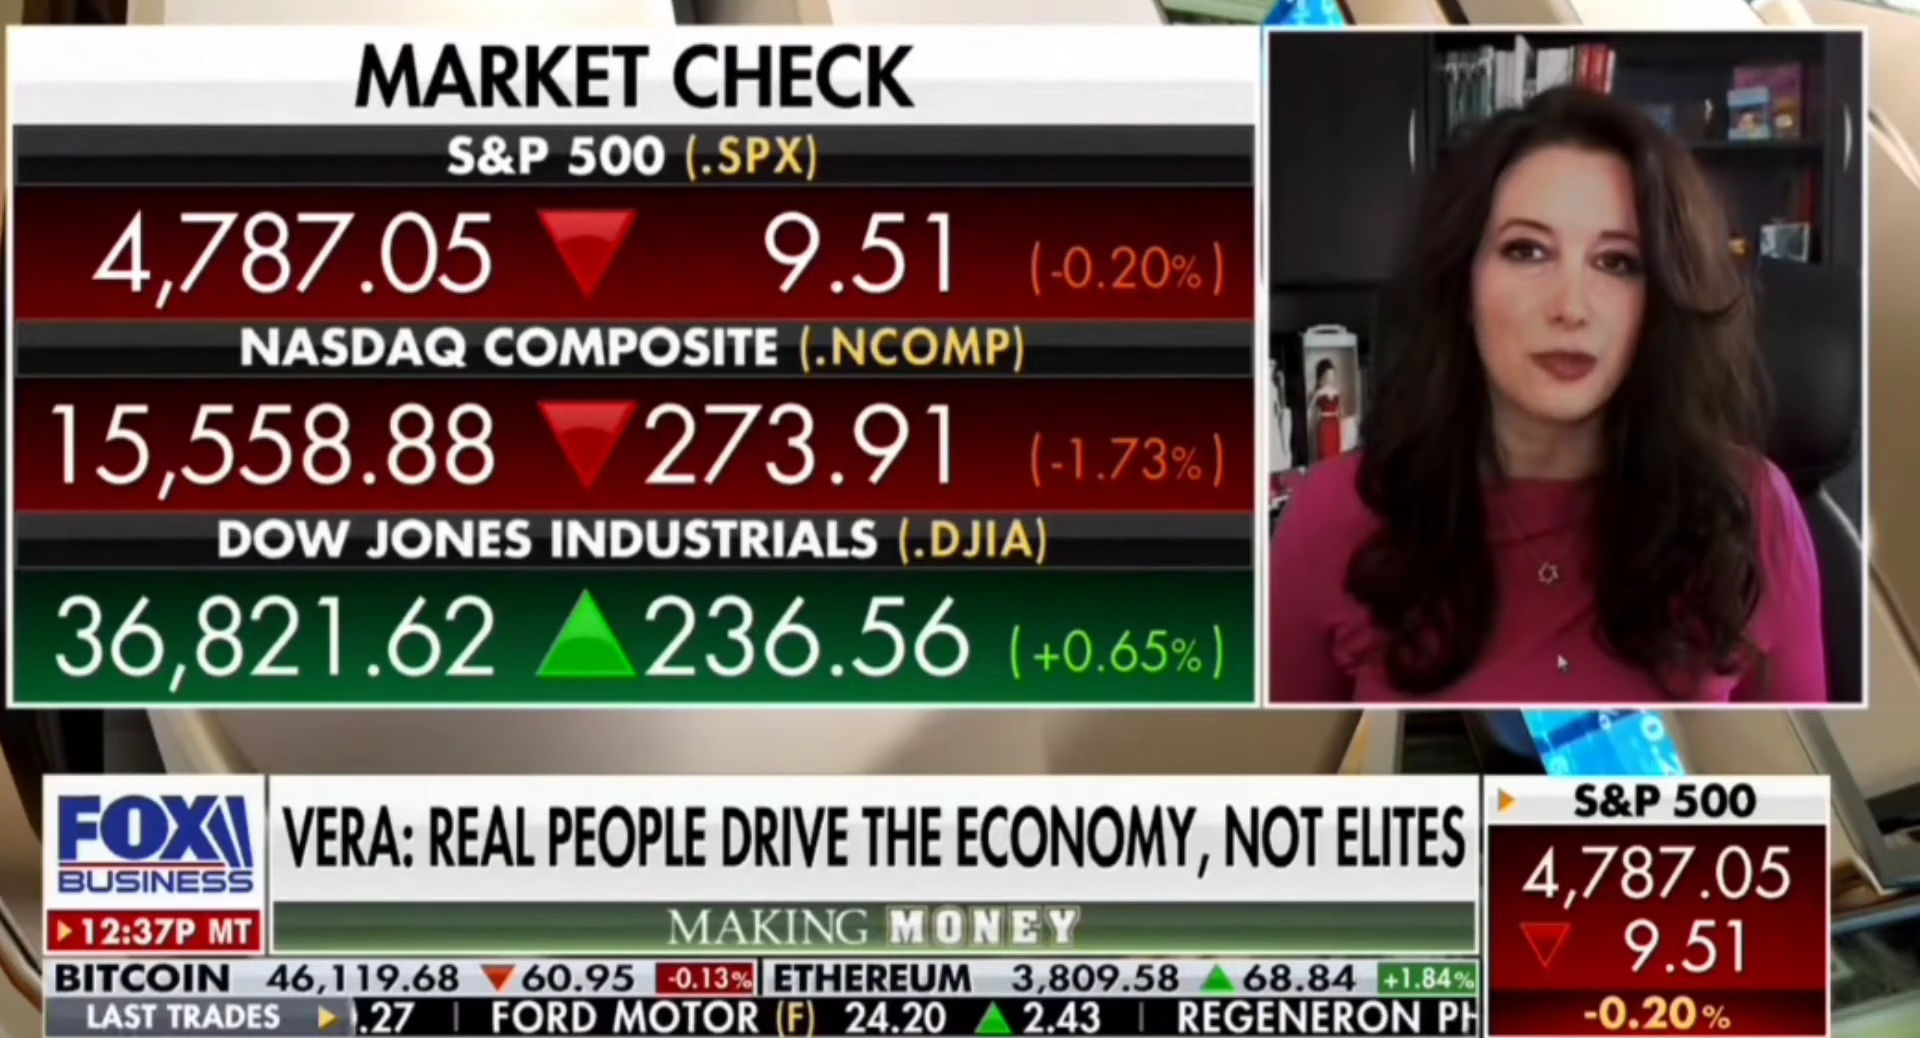 MARKET CHECK
S&P 500 (.SPX)
4,787.05 ▼ 9.51 (-0.20%)
NASDAQ COMPOSITE (.NCOMP)
15,558.88 ▼ 273.91 (-1.73%)
DOW JONES INDUSTRIALS (.DJIA)
36,821.62 ▲ 236.56 (+0.65%)
FOX
BUSINESS
12:37P MT
VERA: REAL PEOPLE DRIVE THE ECONOMY, NOT ELITES
MAKING MONEY
S&P 500
4,787.05
▼ 9.51
-0.20%
BITCOIN 46,119.68 ▼ 60.95 -0.13% ETHEREUM 3,809.58 ▲ 68.84 +1.84%
LAST TRADES .27 | FORD MOTOR (F) 24.20 ▲ 2.43 | REGENERON PH